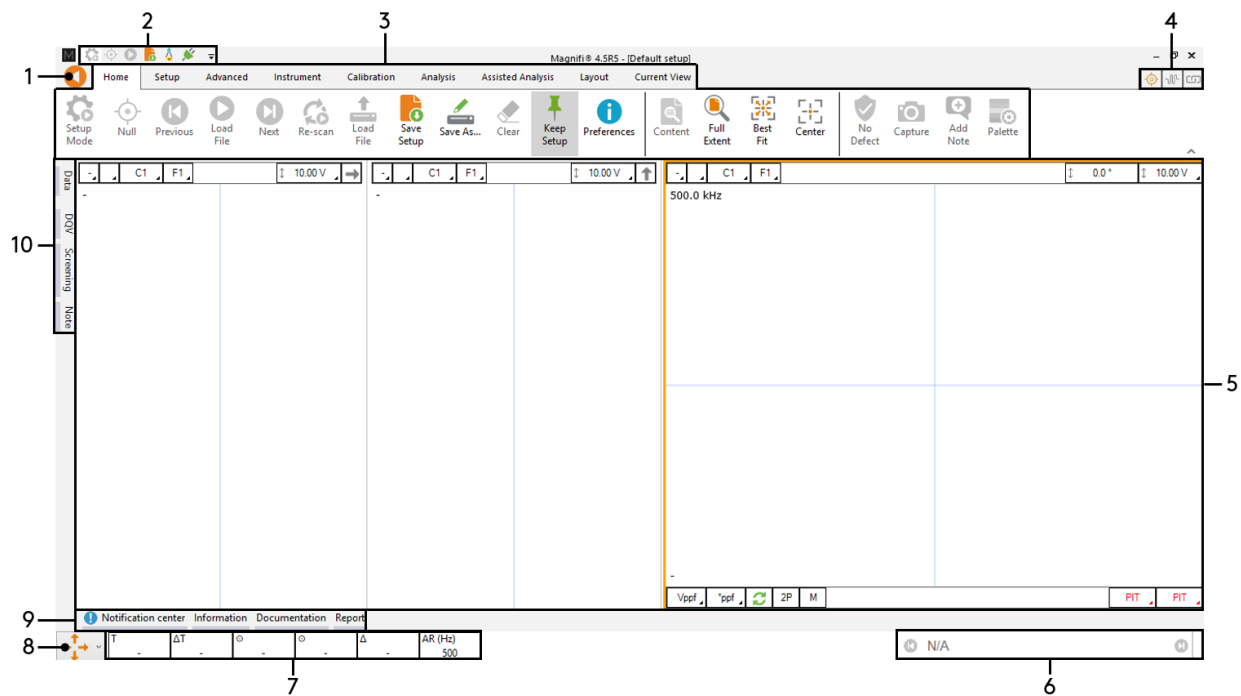 2 3 4
Magnifi® 4.5R5 - [Default setup]
1 Home Setup Advanced Instrument Calibration Analysis Assisted Analysis Layout Current View
Setup Mode Null Previous Load File Next Re-scan Load File Save Setup Save As... Clear Keep Setup Preferences Content Full Extent Best Fit Center No Defect Capture Add Note Palette
- C1 F1 10.00 V - C1 F1 10.00 V - C1 F1 0.0 ° 10.00 V
- - 500.0 kHz
10
Data
DQV
Screening
Note
5
-
Vppf °ppf 2P M PIT PIT
9 Notification center Information Documentation Report
8 T ΔT Θ Θ Δ AR (Hz) N/A
- - - - - 500
7 6